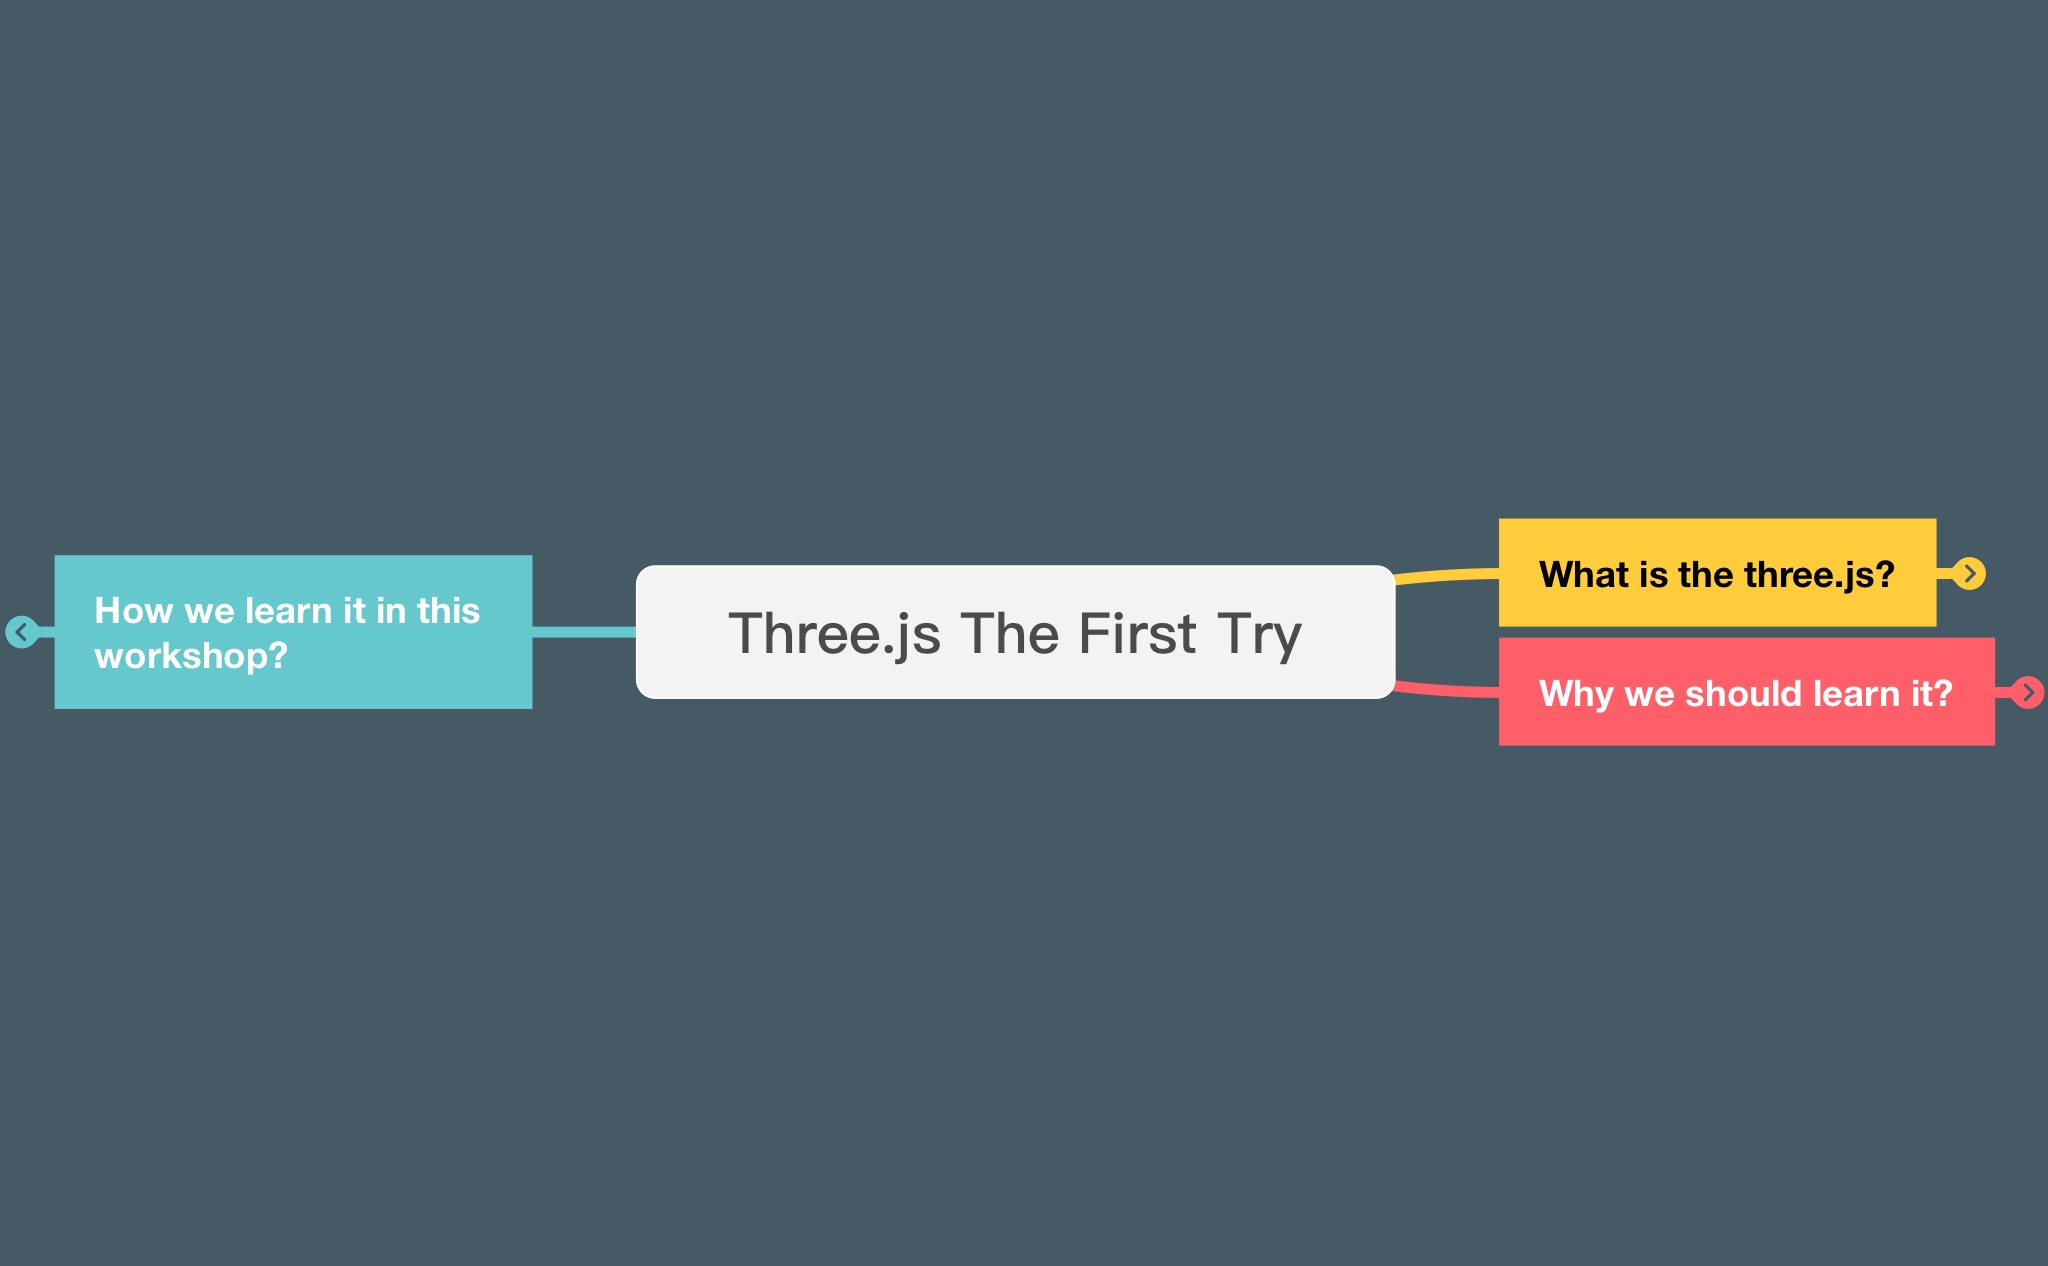 How we learn it in this
workshop?
Three.js The First Try
What is the three.js?
Why we should learn it?